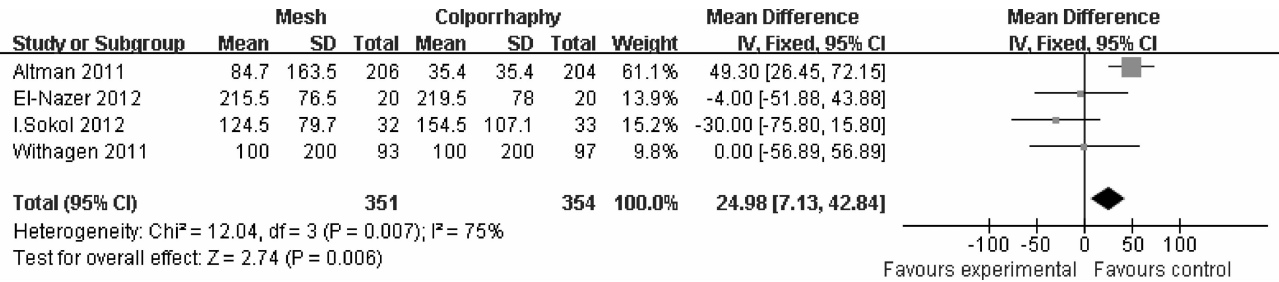 Mesh Colporrhaphy Mean Difference Mean Difference
Study or Subgroup Mean SD Total Mean SD Total Weight IV, Fixed, 95% CI IV, Fixed, 95% CI
Altman 2011 84.7 163.5 206 35.4 35.4 204 61.1% 49.30 [26.45, 72.15]
El-Nazer 2012 215.5 76.5 20 219.5 78 20 13.9% -4.00 [-51.88, 43.88]
I.Sokol 2012 124.5 79.7 32 154.5 107.1 33 15.2% -30.00 [-75.80, 15.80]
Withagen 2011 100 200 93 100 200 97 9.8% 0.00 [-56.89, 56.89]
Total (95% CI) 351 354 100.0% 24.98 [7.13, 42.84]
Heterogeneity: Chi² = 12.04, df = 3 (P = 0.007); I² = 75%
Test for overall effect: Z = 2.74 (P = 0.006)
-100 -50 0 50 100
Favours experimental Favours control